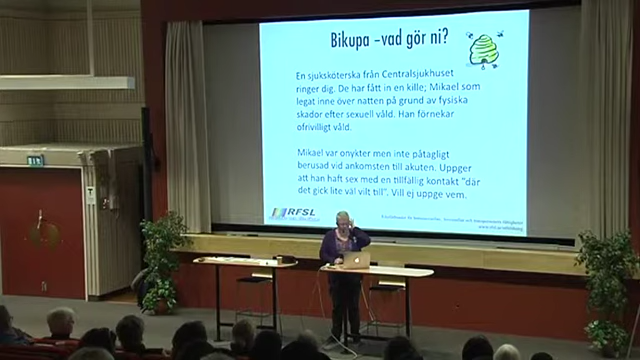 Bikupa –vad gör ni?
En sjuksköterska från Centralsjukhuset
ringer dig. De har fått in en kille; Mikael som
legat inne över natten på grund av fysiska
skador efter sexuell våld. Han förnekar
ofrivilligt våld.
Mikael var onykter men inte påtagligt
berusad vid ankomsten till akuten. Uppger
att han haft sex med en tillfällig kontakt "där
det gick lite väl vilt till". Vill ej uppge vem.
RFSL